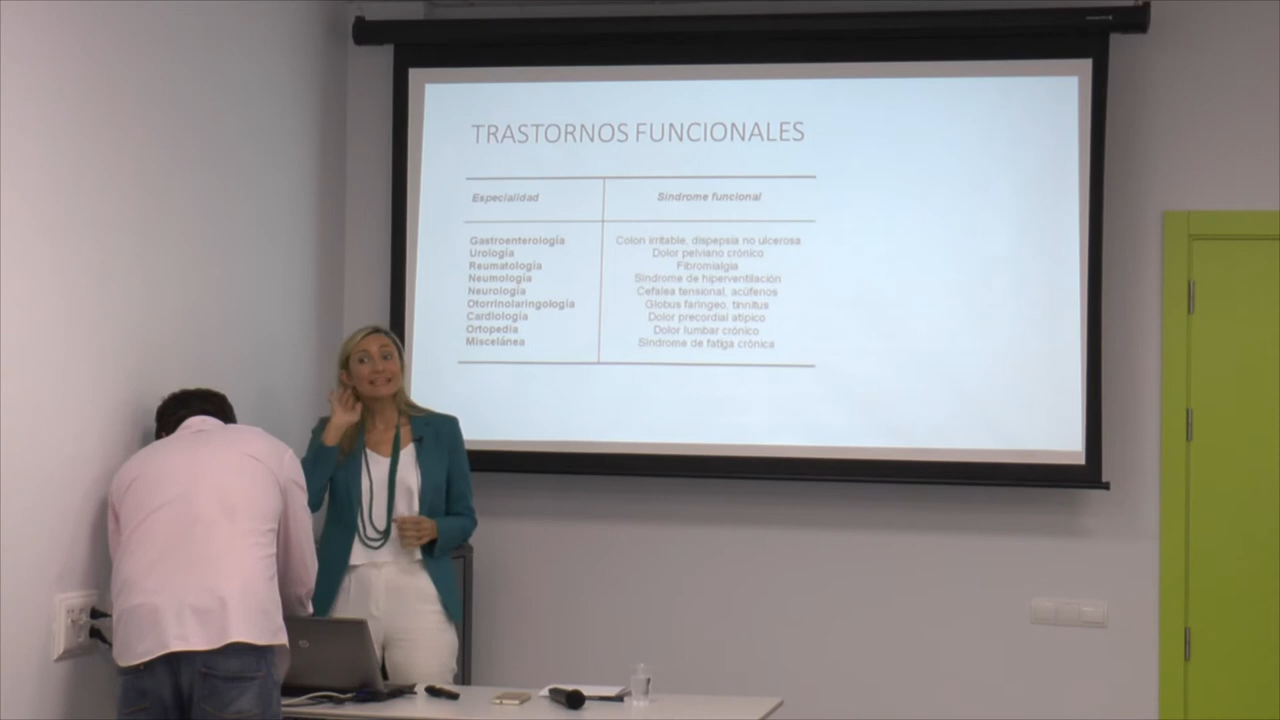 TRASTORNOS FUNCIONALES
Especialidad Síndrome funcional
Gastroenterología Colon irritable, dispepsia no ulcerosa
Urología Dolor pelviano crónico
Reumatología Fibromialgia
Neumología Síndrome de hiperventilación
Neurología Cefalea tensional, acúfenos
Otorrinolaringología Globus faríngeo, tinnitus
Cardiología Dolor precordial atípico
Ortopedia Dolor lumbar crónico
Miscelánea Síndrome de fatiga crónica
hp